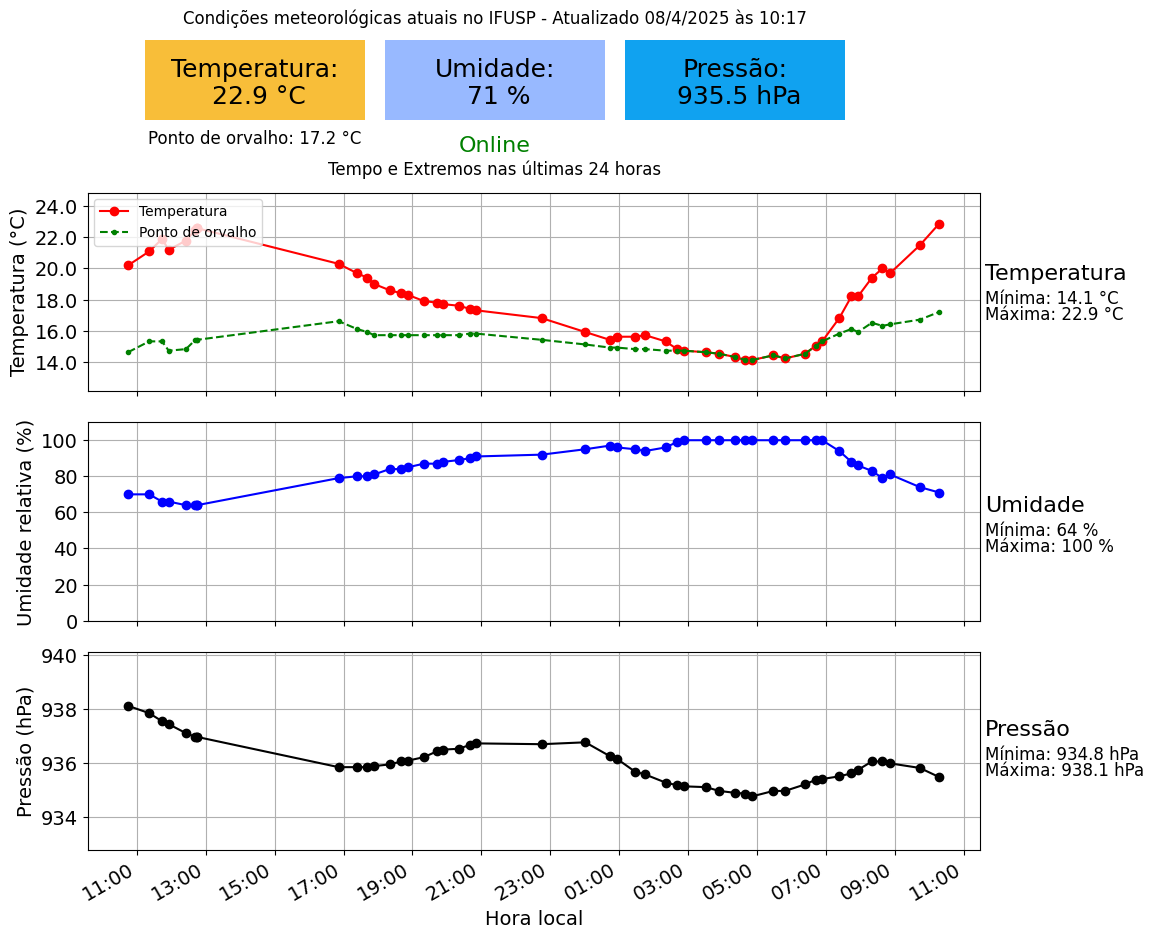 Condições meteorológicas atuais no IFUSP - Atualizado 08/4/2025 às 10:17
Temperatura:
22.9 °C
Umidade:
71 %
Pressão:
935.5 hPa
Ponto de orvalho: 17.2 °C
Online
Tempo e Extremos nas últimas 24 horas
Temperatura (°C)
24.0
22.0
20.0
18.0
16.0
14.0
Temperatura
Ponto de orvalho
Temperatura
Mínima: 14.1 °C
Máxima: 22.9 °C
Umidade relativa (%)
100
80
60
40
20
0
Umidade
Mínima: 64 %
Máxima: 100 %
Pressão (hPa)
940
938
936
934
Pressão
Mínima: 934.8 hPa
Máxima: 938.1 hPa
11:00 13:00 15:00 17:00 19:00 21:00 23:00 01:00 03:00 05:00 07:00 09:00 11:00
Hora local